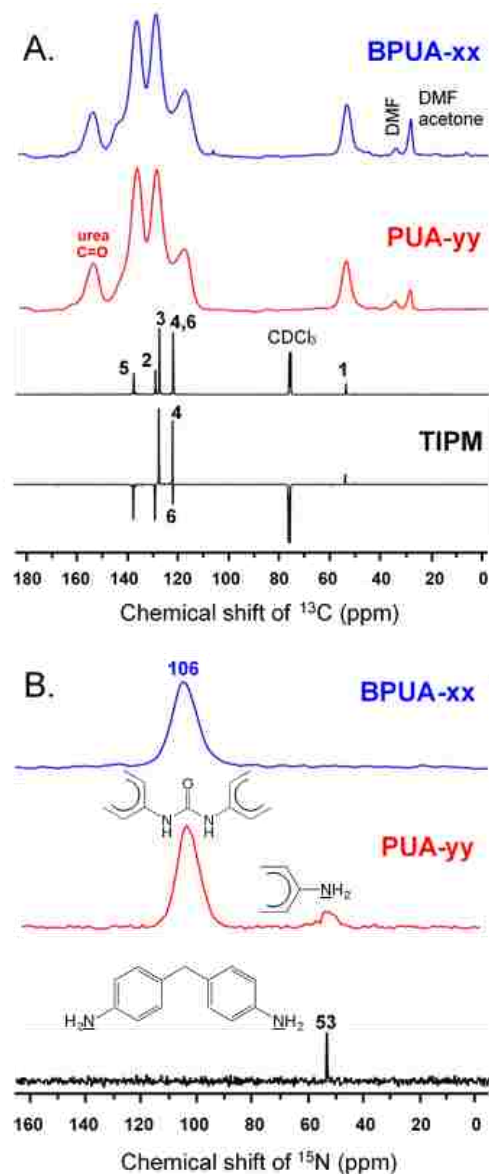 A.
BPUA-xx
DMF
DMF
acetone
urea
C=O
PUA-yy
3
4,6
CDCl₃
5
2
1
4
TIPM
6
180 160 140 120 100 80 60 40 20 0
Chemical shift of ¹³C (ppm)
B.
106
BPUA-xx
O
N
H
N
H
PUA-yy
NH₂
H₂N
NH₂
53
160 140 120 100 80 60 40 20 0
Chemical shift of ¹⁵N (ppm)